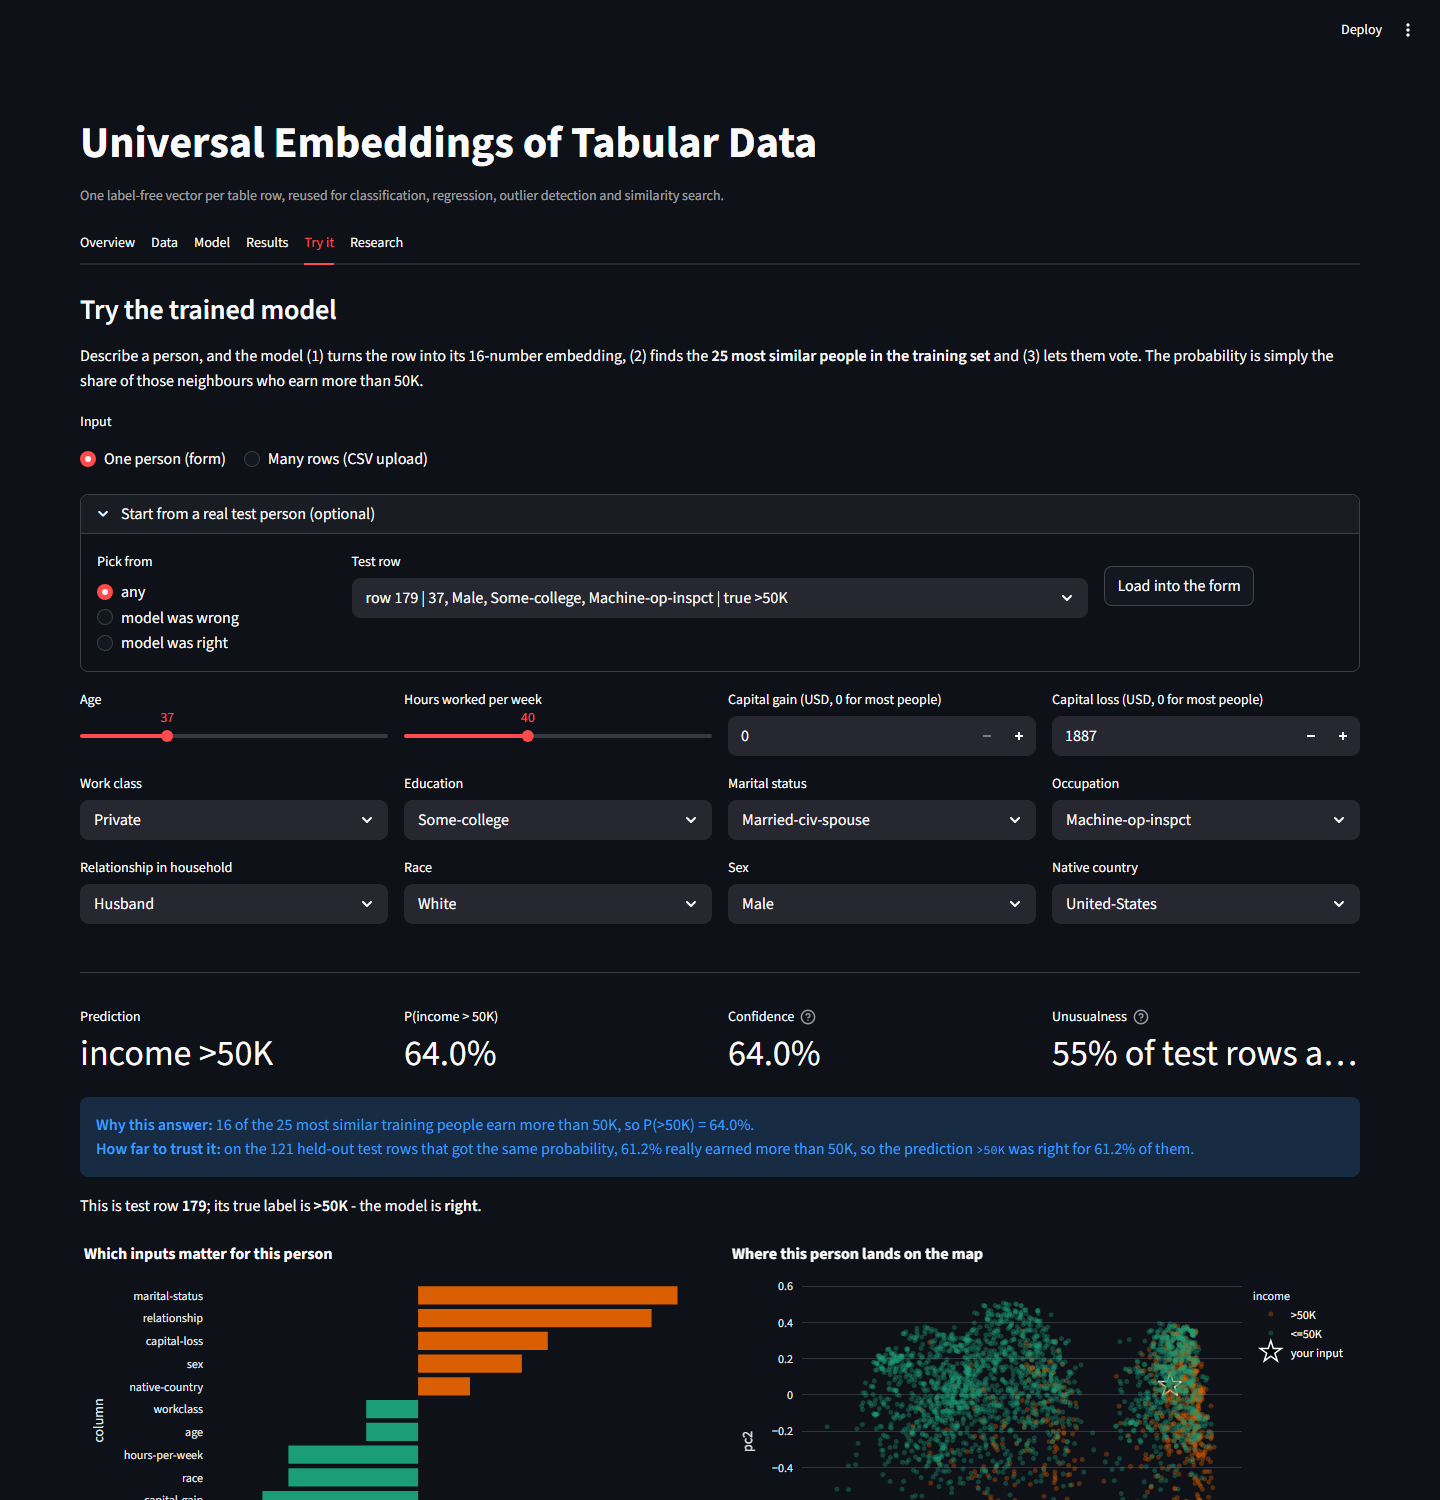 Deploy
Universal Embeddings of Tabular Data
One label-free vector per table row, reused for classification, regression, outlier detection and similarity search.
Overview Data Model Results Try it Research
Try the trained model
Describe a person, and the model (1) turns the row into its 16-number embedding, (2) finds the 25 most similar people in the training set and (3) lets them vote. The probability is simply the
share of those neighbours who earn more than 50K.
Input
One person (form) Many rows (CSV upload)
Start from a real test person (optional)
Pick from
any
model was wrong
model was right
Test row
row 179 | 37, Male, Some-college, Machine-op-inspct | true >50K
Load into the form
Age Hours worked per week Capital gain (USD, 0 for most people) Capital loss (USD, 0 for most people)
37 40
0 1887
Work class Education Marital status Occupation
Private Some-college Married-civ-spouse Machine-op-inspct
Relationship in household Race Sex Native country
Husband White Male United-States
Prediction P(income > 50K) Confidence Unusualness
income >50K 64.0% 64.0% 55% of test rows a…
Why this answer: 16 of the 25 most similar training people earn more than 50K, so P(>50K) = 64.0%.
How far to trust it: on the 121 held-out test rows that got the same probability, 61.2% really earned more than 50K, so the prediction >50K was right for 61.2% of them.
This is test row 179; its true label is >50K - the model is right.
Which inputs matter for this person
marital-status
relationship
capital-loss
sex
native-country
workclass
age
hours-per-week
race
capital-gain
column
Where this person lands on the map
0.6
0.4
0.2
0
−0.2
−0.4
pc2
income
>50K
<=50K
your input